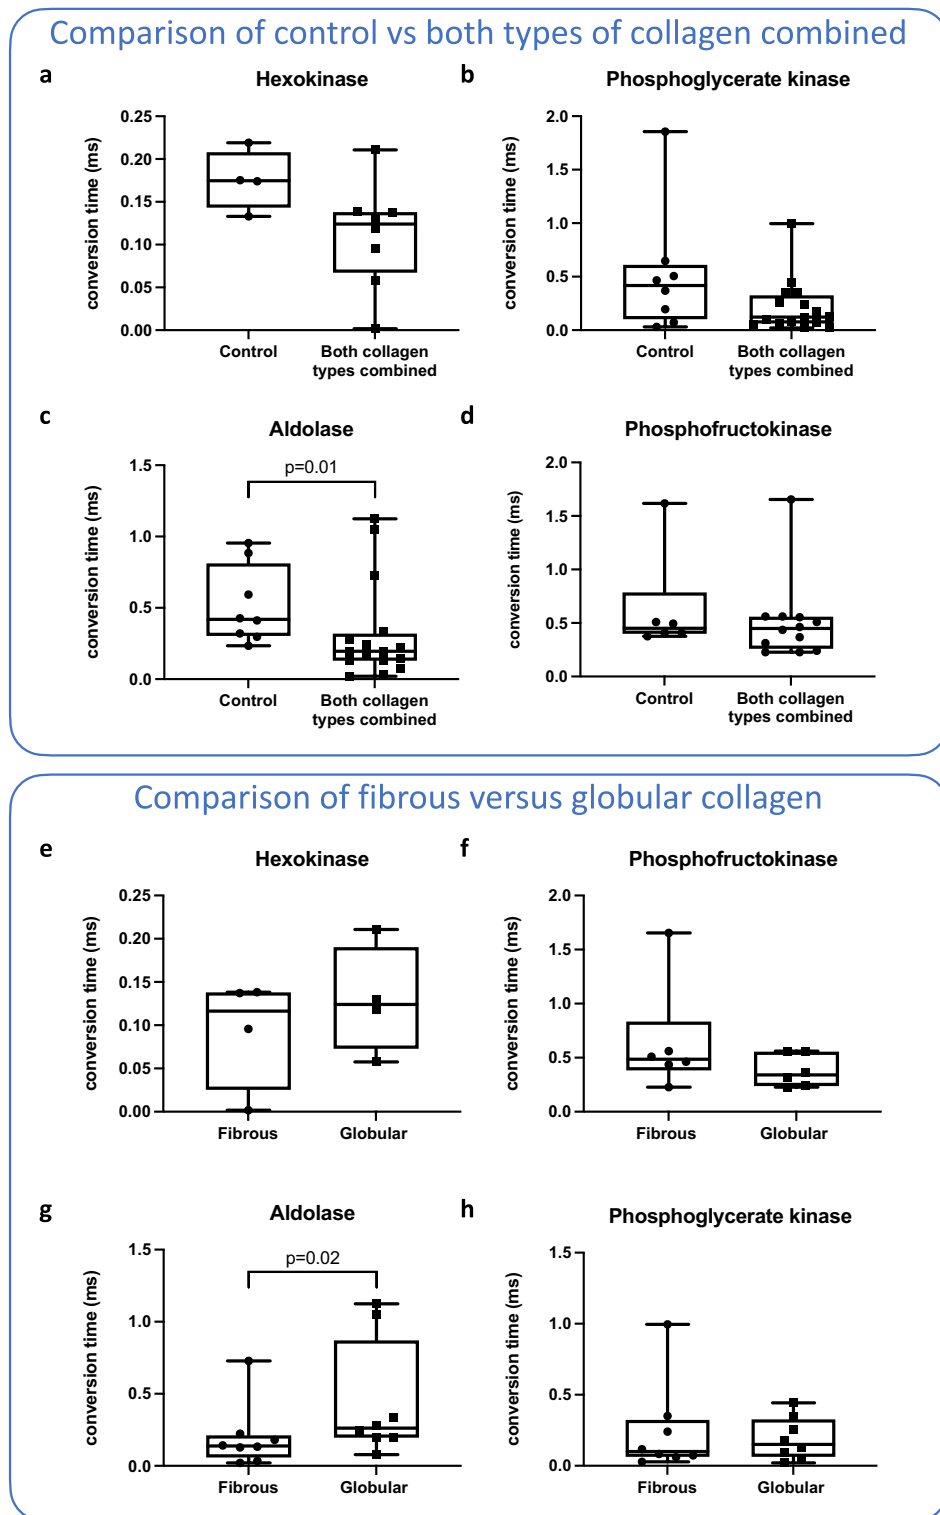 Comparison of control vs both types of collagen combined
a
Hexokinase
conversion time (ms)
0.25
0.20
0.15
0.10
0.05
0.00
Control
Both collagen
types combined
b
Phosphoglycerate kinase
conversion time (ms)
2.0
1.5
1.0
0.5
0.0
Control
Both collagen
types combined
c
Aldolase
conversion time (ms)
1.5
1.0
0.5
0.0
p=0.01
Control
Both collagen
types combined
d
Phosphofructokinase
conversion time (ms)
2.0
1.5
1.0
0.5
0.0
Control
Both collagen
types combined
Comparison of fibrous versus globular collagen
e
Hexokinase
conversion time (ms)
0.25
0.20
0.15
0.10
0.05
0.00
Fibrous
Globular
f
Phosphofructokinase
conversion time (ms)
2.0
1.5
1.0
0.5
0.0
Fibrous
Globular
g
Aldolase
conversion time (ms)
1.5
1.0
0.5
0.0
p=0.02
Fibrous
Globular
h
Phosphoglycerate kinase
conversion time (ms)
1.5
1.0
0.5
0.0
Fibrous
Globular